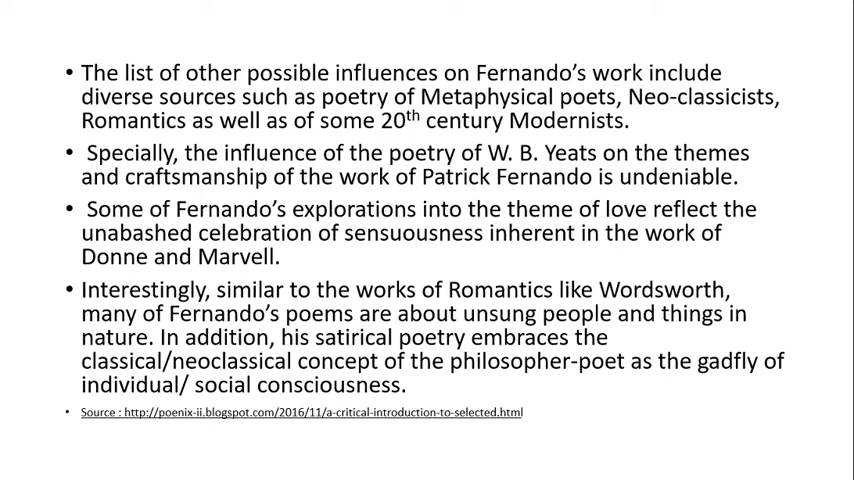 • The list of other possible influences on Fernando's work include
diverse sources such as poetry of Metaphysical poets, Neo-classicists,
Romantics as well as of some 20th century Modernists.
• Specially, the influence of the poetry of W. B. Yeats on the themes
and craftsmanship of the work of Patrick Fernando is undeniable.
• Some of Fernando's explorations into the theme of love reflect the
unabashed celebration of sensuousness inherent in the work of
Donne and Marvell.
• Interestingly, similar to the works of Romantics like Wordsworth,
many of Fernando's poems are about unsung people and things in
nature. In addition, his satirical poetry embraces the
classical/neoclassical concept of the philosopher-poet as the gadfly of
individual/ social consciousness.
• Source : http://poenix-ii.blogspot.com/2016/11/a-critical-introduction-to-selected.html